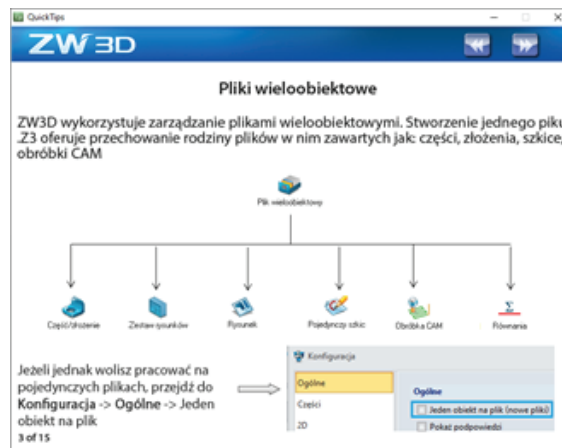 QuickTips
ZW3D
Pliki wieloobiektowe
ZW3D wykorzystuje zarządzanie plikami wieloobiektowymi. Stworzenie jednego piku
.Z3 oferuje przechowanie rodziny plików w nim zawartych jak: części, złożenia, szkice,
obróbki CAM
Plik wieloobiektowy
Część/złożenie Zestaw rysunków Rysunek Pojedynczy szkic Obróbka CAM Równania
Jeżeli jednak wolisz pracować na
pojedynczych plikach, przejdź do
Konfiguracja -> Ogólne -> Jeden
obiekt na plik
Konfiguracja
Ogólne
Części
2D
Ogólne
Jeden obiekt na plik (nowe pliki)
Pokaż podpowiedzi
3 of 15